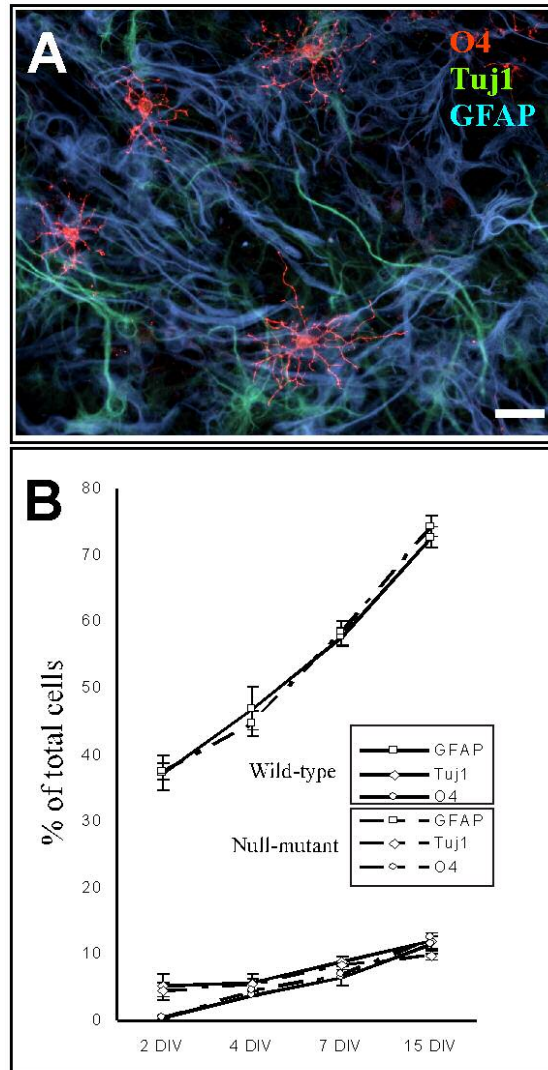 A
O4
Tuj1
GFAP
B
80
70
60
50
40
30
20
10
0
% of total cells
Wild-type
GFAP
Tuj1
O4
Null-mutant
GFAP
Tuj1
O4
2 DIV
4 DIV
7 DIV
15 DIV